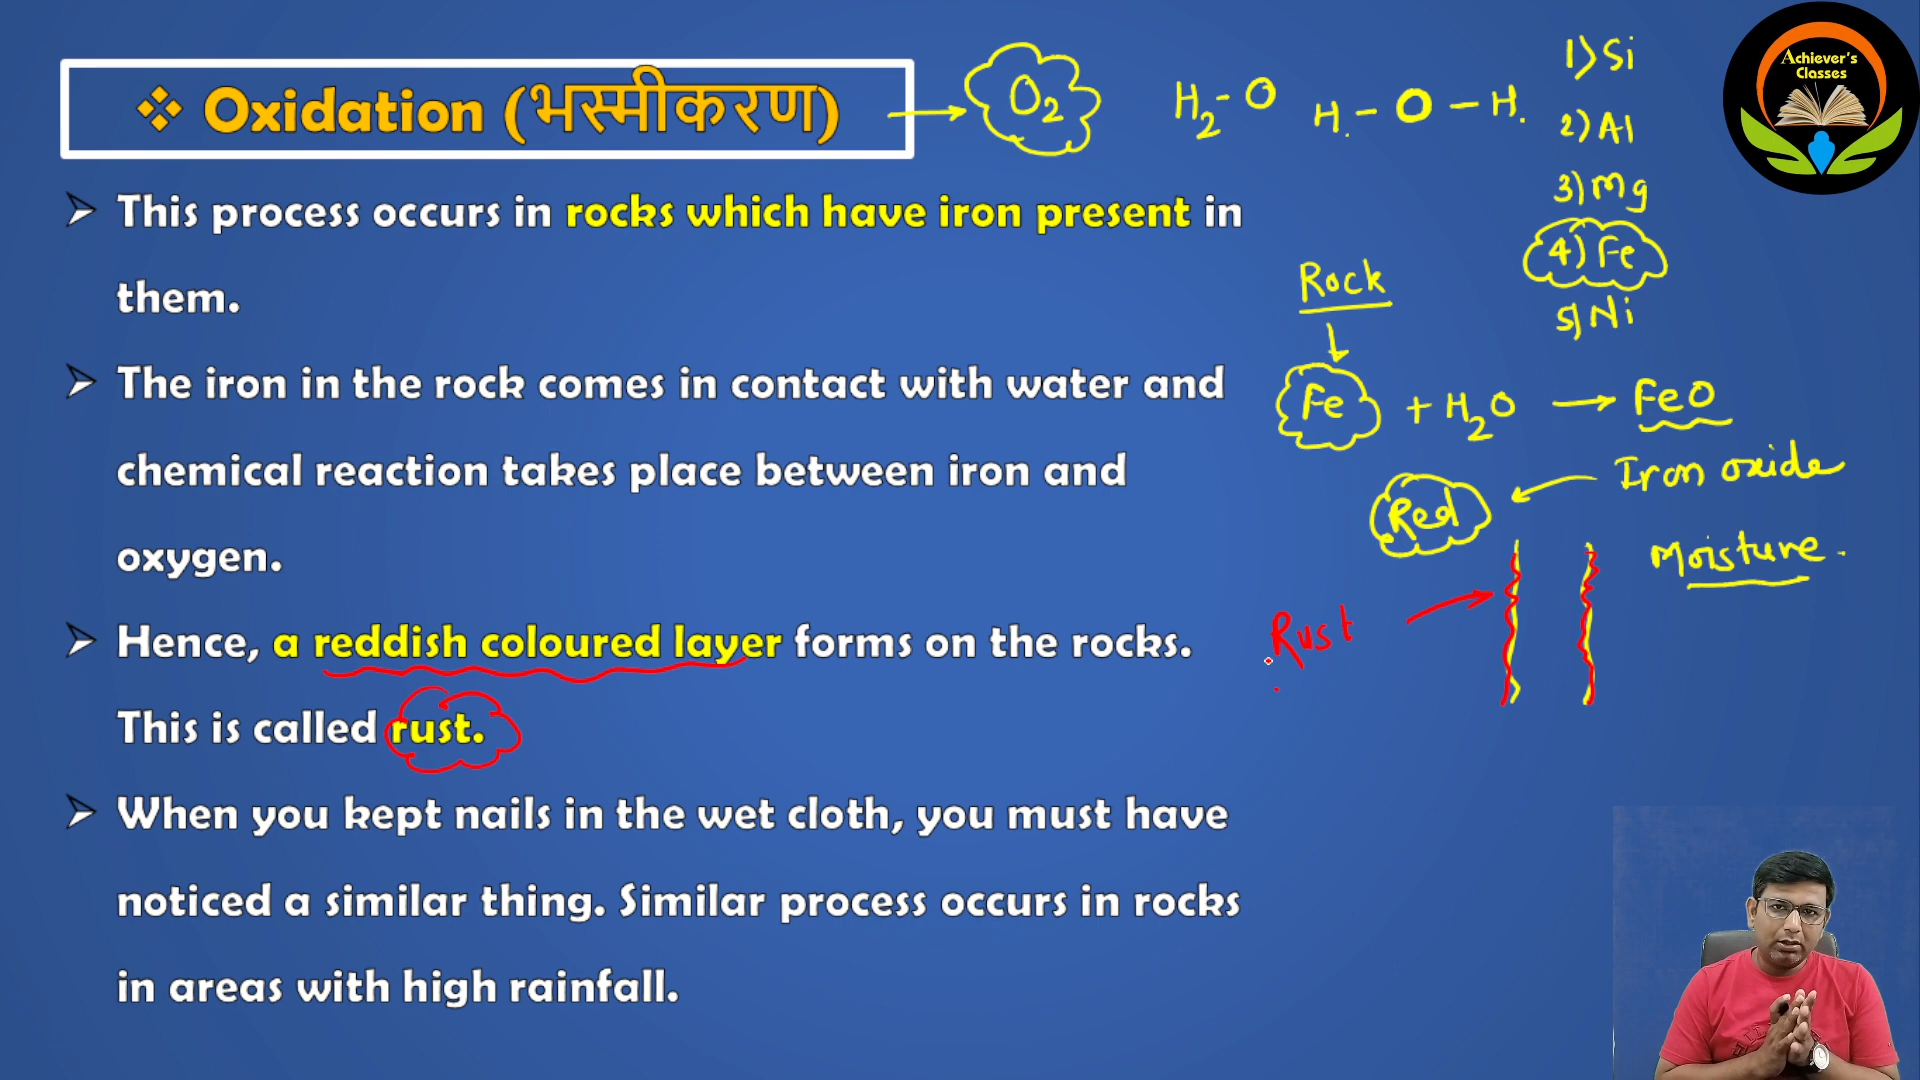 ❖ Oxidation (भस्मीकरण)
O2
H2-O
H.-O-H.
1) Si
2) Al
3) Mg
4) Fe
5) Ni
Achiever's
Classes
➢ This process occurs in rocks which have iron present in
them.
➢ The iron in the rock comes in contact with water and
chemical reaction takes place between iron and
oxygen.
➢ Hence, a reddish coloured layer forms on the rocks.
This is called rust.
➢ When you kept nails in the wet cloth, you must have
noticed a similar thing. Similar process occurs in rocks
in areas with high rainfall.
Rock
Fe + H2O → FeO
Iron oxide
Red
Moisture.
Rust